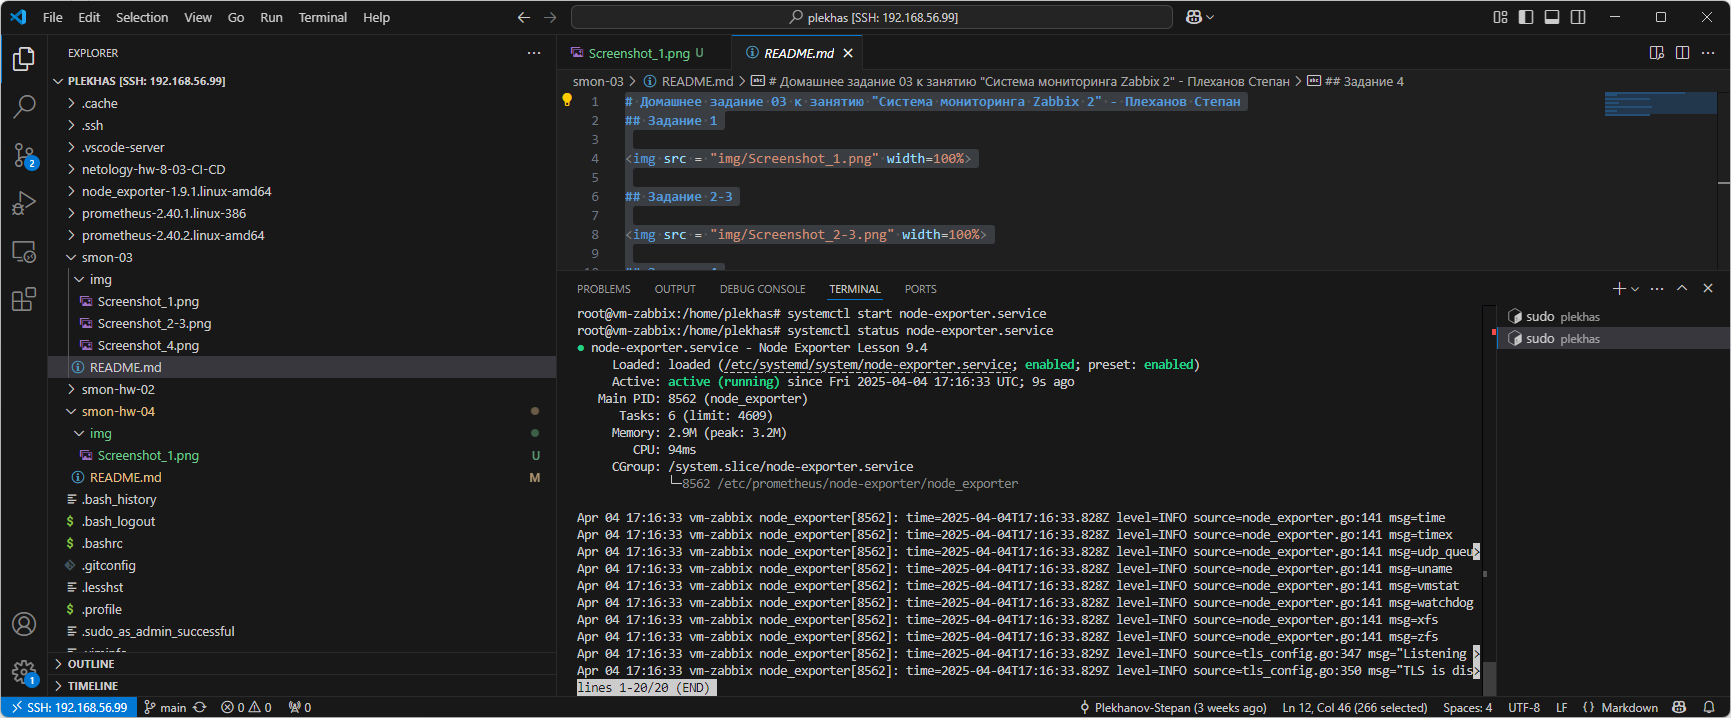 File Edit Selection View Go Run Terminal Help
plekhas [SSH: 192.168.56.99]
EXPLORER
PLEKHAS [SSH: 192.168.56.99]
.cache
.ssh
.vscode-server
netology-hw-8-03-CI-CD
node_exporter-1.9.1.linux-amd64
prometheus-2.40.1.linux-386
prometheus-2.40.2.linux-amd64
smon-03
img
Screenshot_1.png
Screenshot_2-3.png
Screenshot_4.png
README.md
smon-hw-02
smon-hw-04
img
Screenshot_1.png U
README.md M
.bash_history
.bash_logout
.bashrc
.gitconfig
.lesshst
.profile
.sudo_as_admin_successful
OUTLINE
TIMELINE
2
1
Screenshot_1.png U
README.md
smon-03 > README.md > # Домашнее задание 03 к занятию "Система мониторинга Zabbix 2" - Плеханов Степан > ## Задание 4
1 # Домашнее задание 03 к занятию "Система мониторинга Zabbix 2" - Плеханов Степан
2 ## Задание 1
3
4 <img src = "img/Screenshot_1.png" width=100%>
5
6 ## Задание 2-3
7
8 <img src = "img/Screenshot_2-3.png" width=100%>
9
PROBLEMS OUTPUT DEBUG CONSOLE TERMINAL PORTS
root@vm-zabbix:/home/plekhas# systemctl start node-exporter.service
root@vm-zabbix:/home/plekhas# systemctl status node-exporter.service
● node-exporter.service - Node Exporter Lesson 9.4
Loaded: loaded (/etc/systemd/system/node-exporter.service; enabled; preset: enabled)
Active: active (running) since Fri 2025-04-04 17:16:33 UTC; 9s ago
Main PID: 8562 (node_exporter)
Tasks: 6 (limit: 4609)
Memory: 2.9M (peak: 3.2M)
CPU: 94ms
CGroup: /system.slice/node-exporter.service
└─8562 /etc/prometheus/node-exporter/node_exporter
Apr 04 17:16:33 vm-zabbix node_exporter[8562]: time=2025-04-04T17:16:33.828Z level=INFO source=node_exporter.go:141 msg=time
Apr 04 17:16:33 vm-zabbix node_exporter[8562]: time=2025-04-04T17:16:33.828Z level=INFO source=node_exporter.go:141 msg=timex
Apr 04 17:16:33 vm-zabbix node_exporter[8562]: time=2025-04-04T17:16:33.828Z level=INFO source=node_exporter.go:141 msg=udp_queu>
Apr 04 17:16:33 vm-zabbix node_exporter[8562]: time=2025-04-04T17:16:33.828Z level=INFO source=node_exporter.go:141 msg=uname
Apr 04 17:16:33 vm-zabbix node_exporter[8562]: time=2025-04-04T17:16:33.828Z level=INFO source=node_exporter.go:141 msg=vmstat
Apr 04 17:16:33 vm-zabbix node_exporter[8562]: time=2025-04-04T17:16:33.828Z level=INFO source=node_exporter.go:141 msg=watchdog
Apr 04 17:16:33 vm-zabbix node_exporter[8562]: time=2025-04-04T17:16:33.828Z level=INFO source=node_exporter.go:141 msg=xfs
Apr 04 17:16:33 vm-zabbix node_exporter[8562]: time=2025-04-04T17:16:33.828Z level=INFO source=node_exporter.go:141 msg=zfs
Apr 04 17:16:33 vm-zabbix node_exporter[8562]: time=2025-04-04T17:16:33.829Z level=INFO source=tls_config.go:347 msg="Listening >
Apr 04 17:16:33 vm-zabbix node_exporter[8562]: time=2025-04-04T17:16:33.829Z level=INFO source=tls_config.go:350 msg="TLS is dis>
lines 1-20/20 (END)
sudo plekhas
sudo plekhas
SSH: 192.168.56.99 main 0 0 0 Plekhanov-Stepan (3 weeks ago) Ln 12, Col 46 (266 selected) Spaces: 4 UTF-8 LF {} Markdown